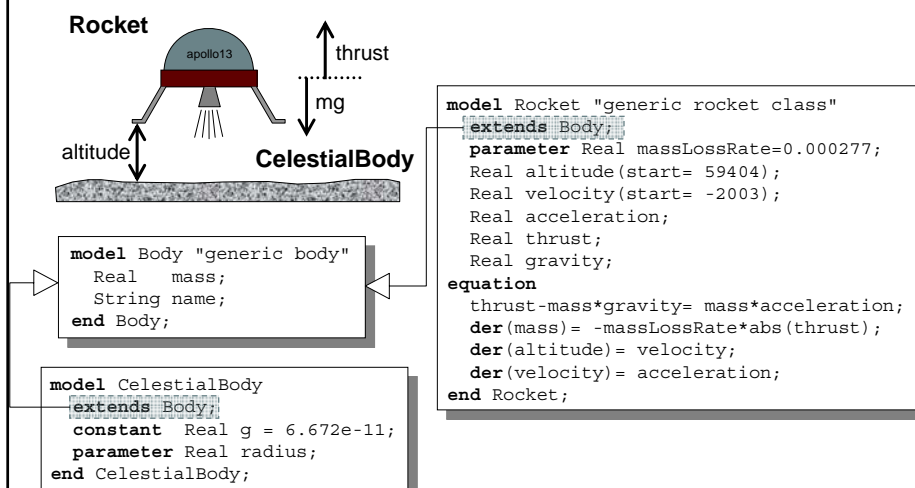 Rocket
apollo13
thrust
mg
altitude
CelestialBody
model Body "generic body"
Real mass;
String name;
end Body;
model CelestialBody
extends Body;
constant Real g = 6.672e-11;
parameter Real radius;
end CelestialBody;
model Rocket "generic rocket class"
extends Body;
parameter Real massLossRate=0.000277;
Real altitude(start= 59404);
Real velocity(start= -2003);
Real acceleration;
Real thrust;
Real gravity;
equation
thrust-mass*gravity= mass*acceleration;
der(mass)= -massLossRate*abs(thrust);
der(altitude)= velocity;
der(velocity)= acceleration;
end Rocket;